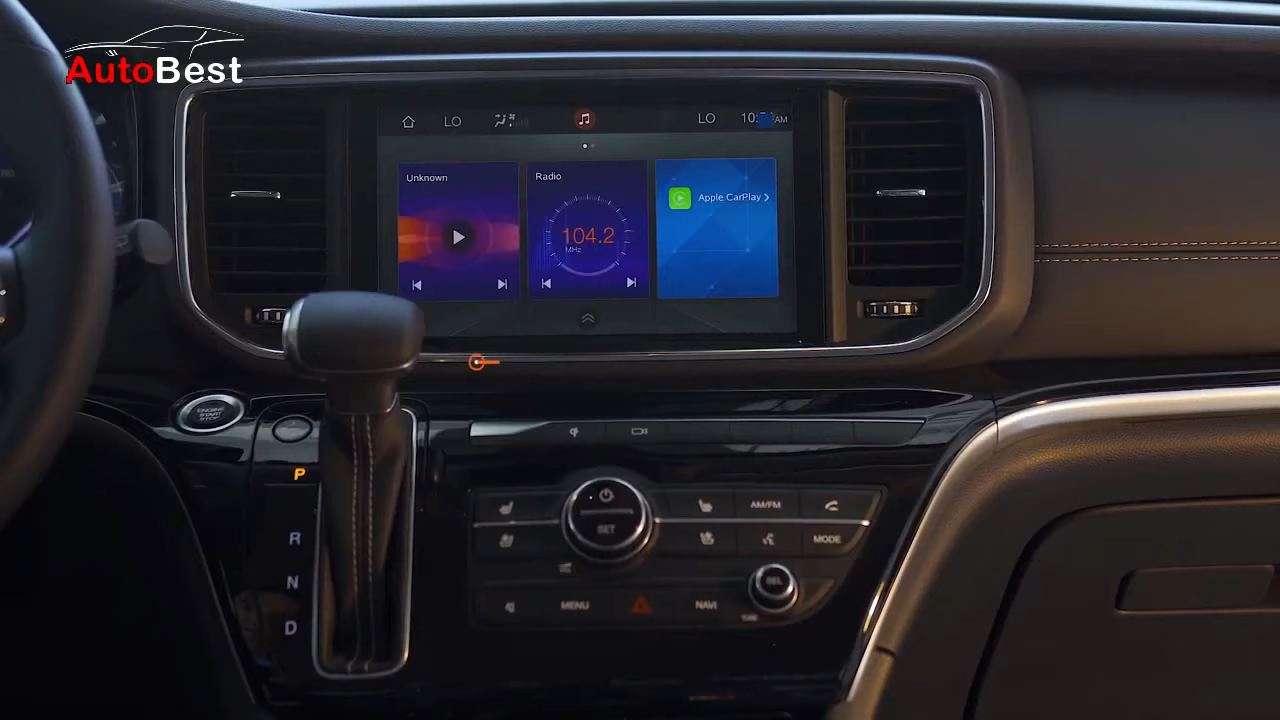 AutoBest
LO
LO
AM
Unknown
Radio
104.2
MHz
Apple CarPlay
ENGINE
START
STOP
P
R
N
D
SET
AM/FM
MODE
SEL
TUNE
MENU
NAVI